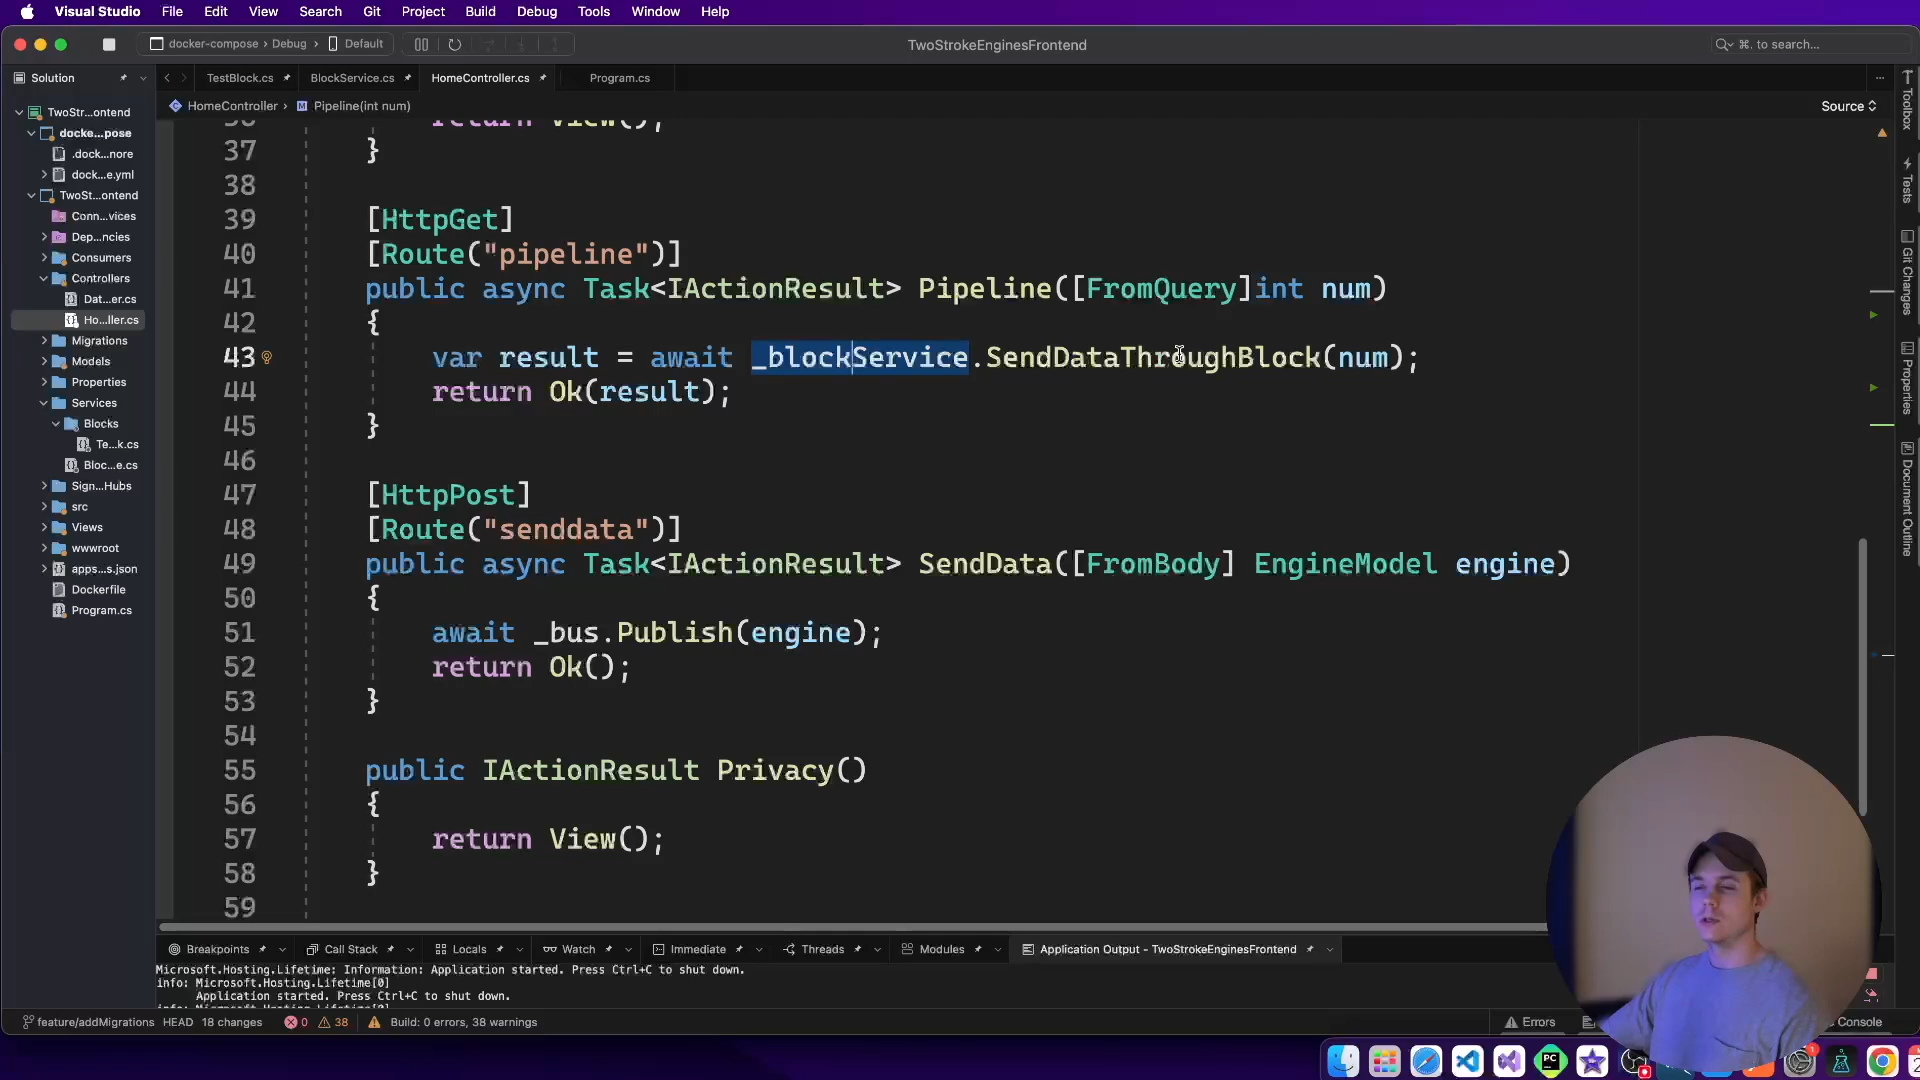 Visual Studio File Edit View Search Git Project Build Debug Tools Window Help
docker-compose > Debug > Default
TwoStrokeEnginesFrontend
⌘. to search...
Solution
TestBlock.cs BlockService.cs HomeController.cs Program.cs
HomeController > Pipeline(int num)
Source
TwoStr...ontend
docke...pose
.dock...nore
dock...e.yml
TwoSt...ontend
Conn...vices
Dep...ncies
Consumers
Controllers
Dat...er.cs
Ho...ller.cs
Migrations
Models
Properties
Services
Blocks
Te...k.cs
Bloc...e.cs
Sign...Hubs
src
Views
wwwroot
apps...s.json
Dockerfile
Program.cs
36 return View();
37 }
38
39 [HttpGet]
40 [Route("pipeline")]
41 public async Task<IActionResult> Pipeline([FromQuery]int num)
42 {
43 var result = await _blockService.SendDataThroughBlock(num);
44 return Ok(result);
45 }
46
47 [HttpPost]
48 [Route("senddata")]
49 public async Task<IActionResult> SendData([FromBody] EngineModel engine)
50 {
51 await _bus.Publish(engine);
52 return Ok();
53 }
54
55 public IActionResult Privacy()
56 {
57 return View();
58 }
59
Toolbox
Tests
Git Changes
Properties
Document Outline
Breakpoints Call Stack Locals Watch Immediate Threads Modules Application Output - TwoStrokeEnginesFrontend
Microsoft.Hosting.Lifetime: Information: Application started. Press Ctrl+C to shut down.
info: Microsoft.Hosting.Lifetime[0]
Application started. Press Ctrl+C to shut down.
feature/addMigrations HEAD 18 changes 0 38 Build: 0 errors, 38 warnings
Errors
Console
PC
1